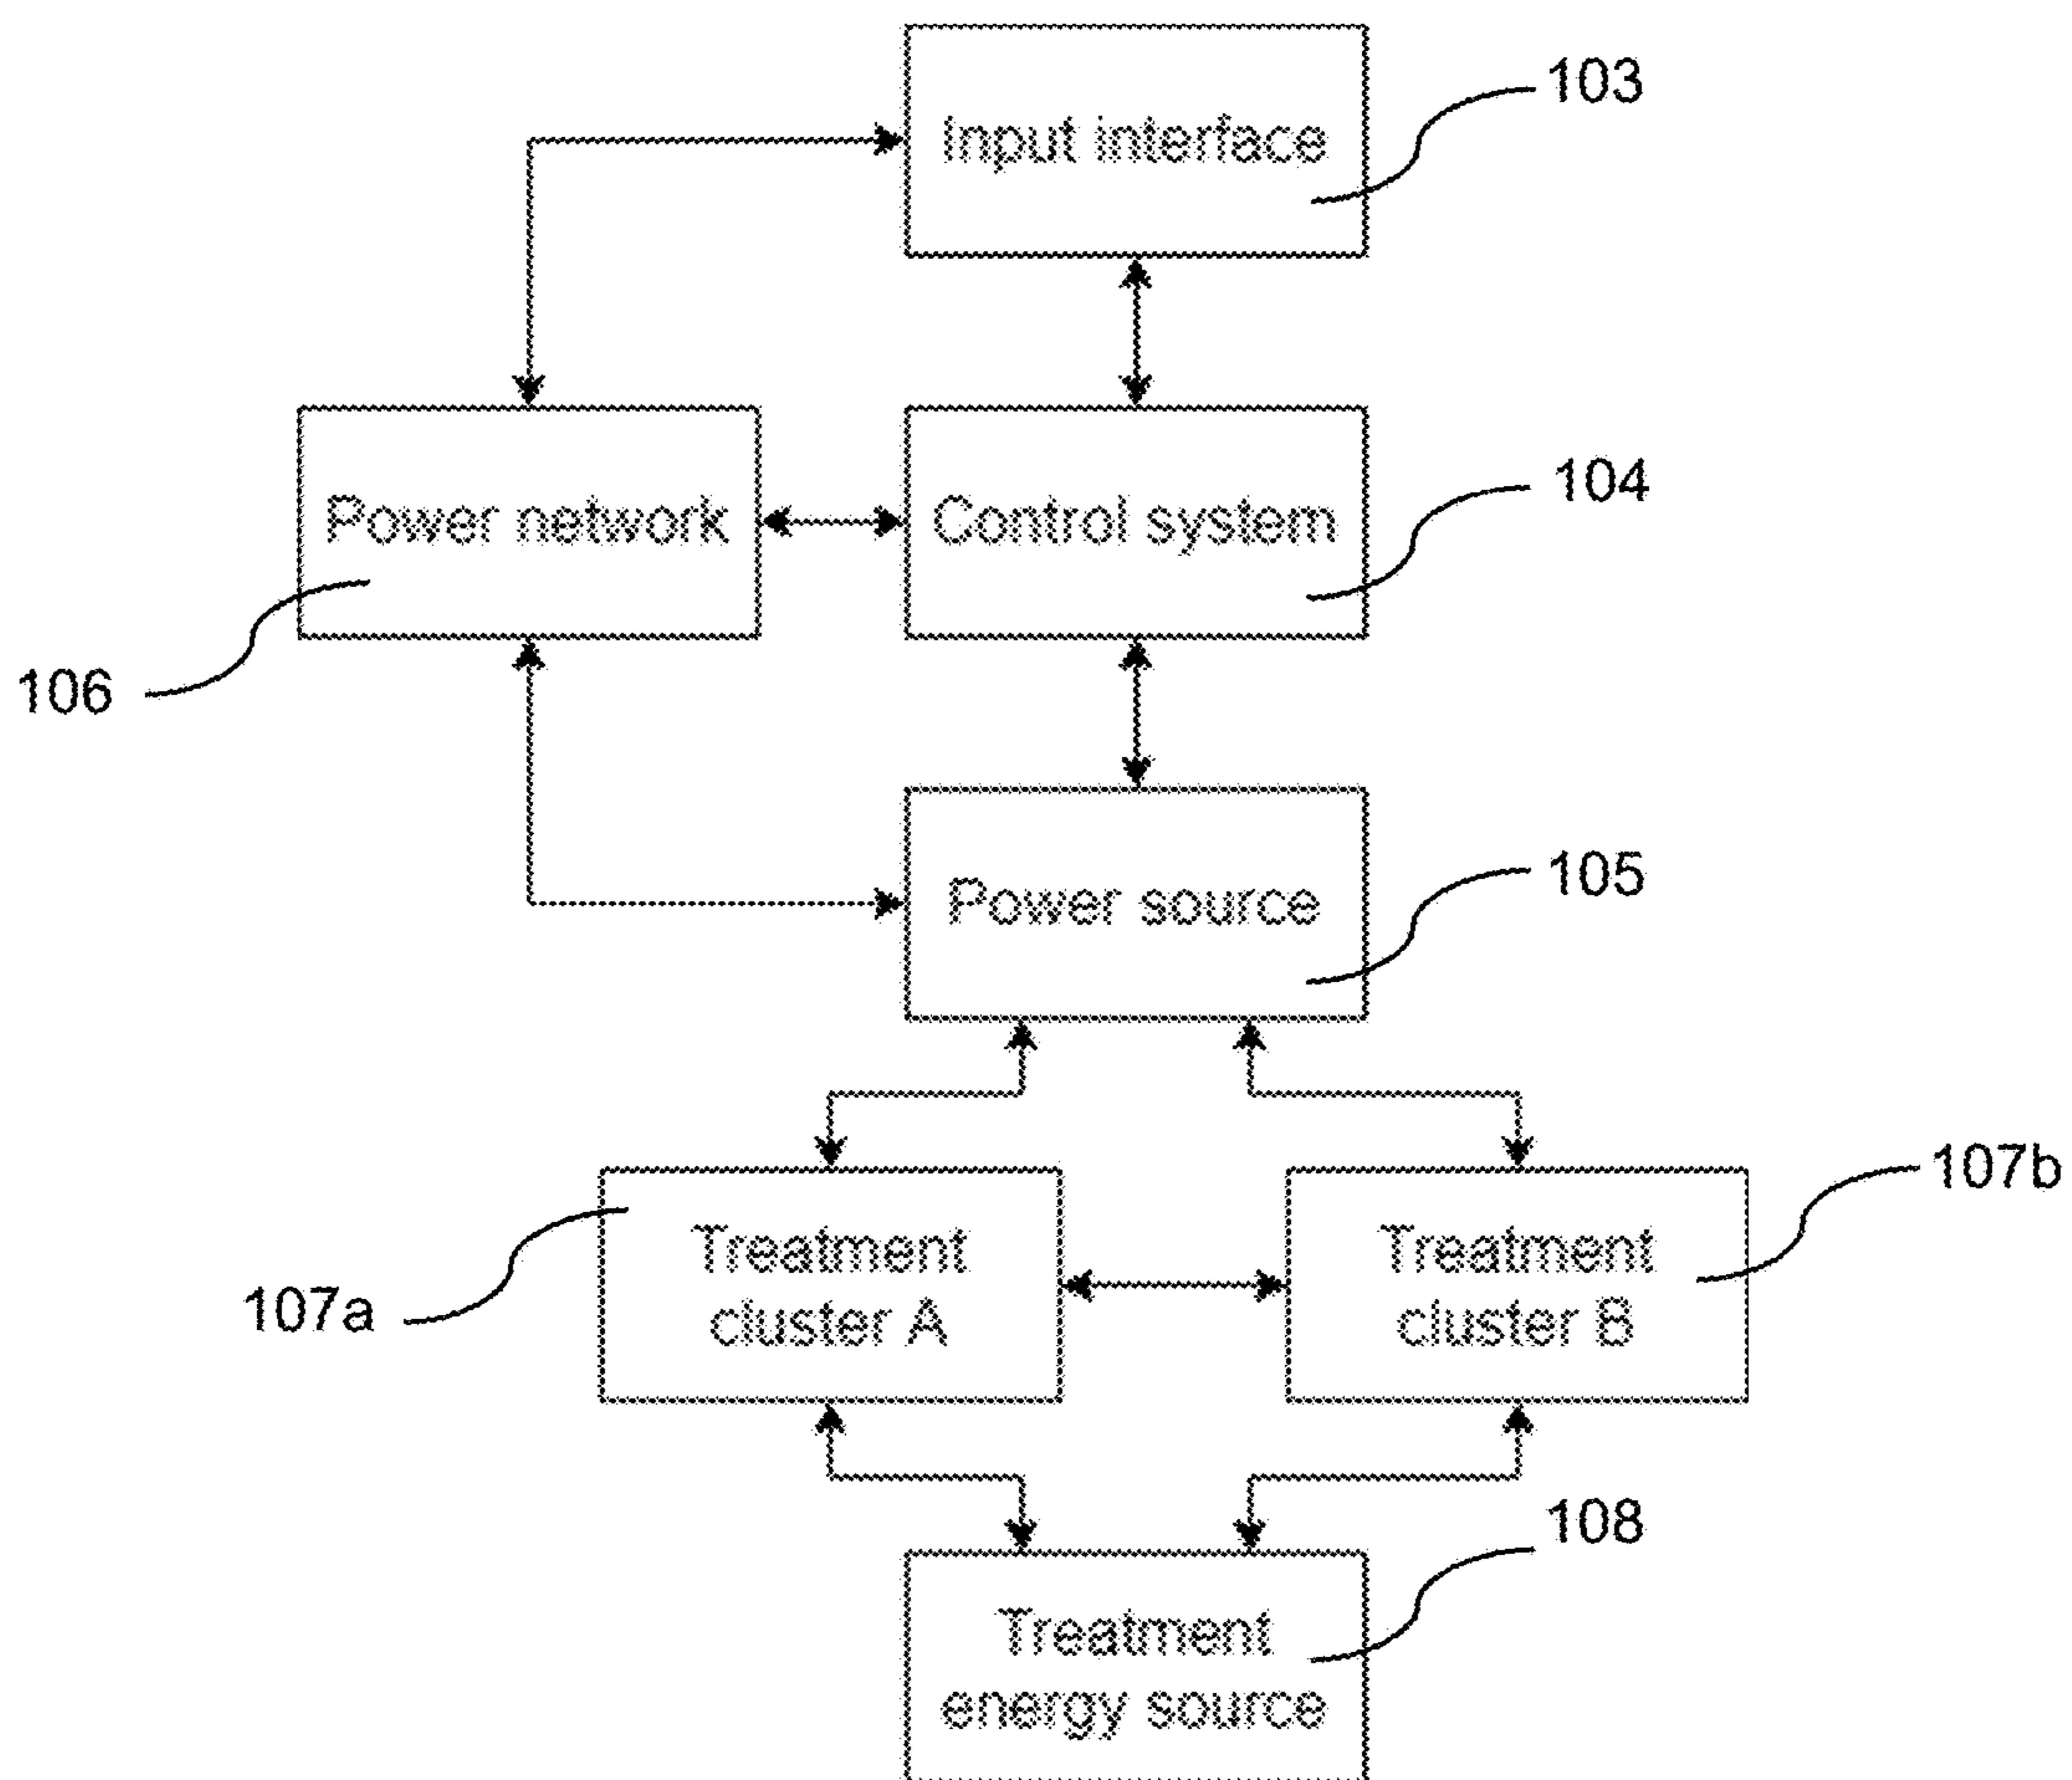 Input interface
103
Power network
Control system
104
106
Power source
105
107b
Treatment
cluster A
Treatment
cluster B
107a
108
Treatment
energy source